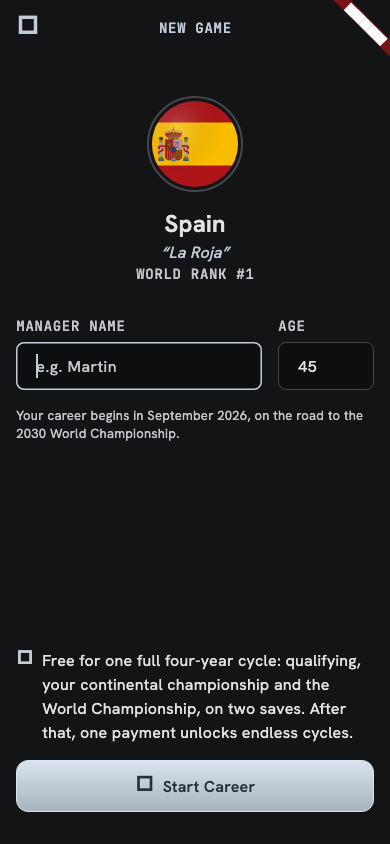 NEW GAME
Spain
“La Roja”
WORLD RANK #1
MANAGER NAME
AGE
e.g. Martin
45
Your career begins in September 2026, on the road to the
2030 World Championship.
Free for one full four-year cycle: qualifying,
your continental championship and the
World Championship, on two saves. After
that, one payment unlocks endless cycles.
Start Career